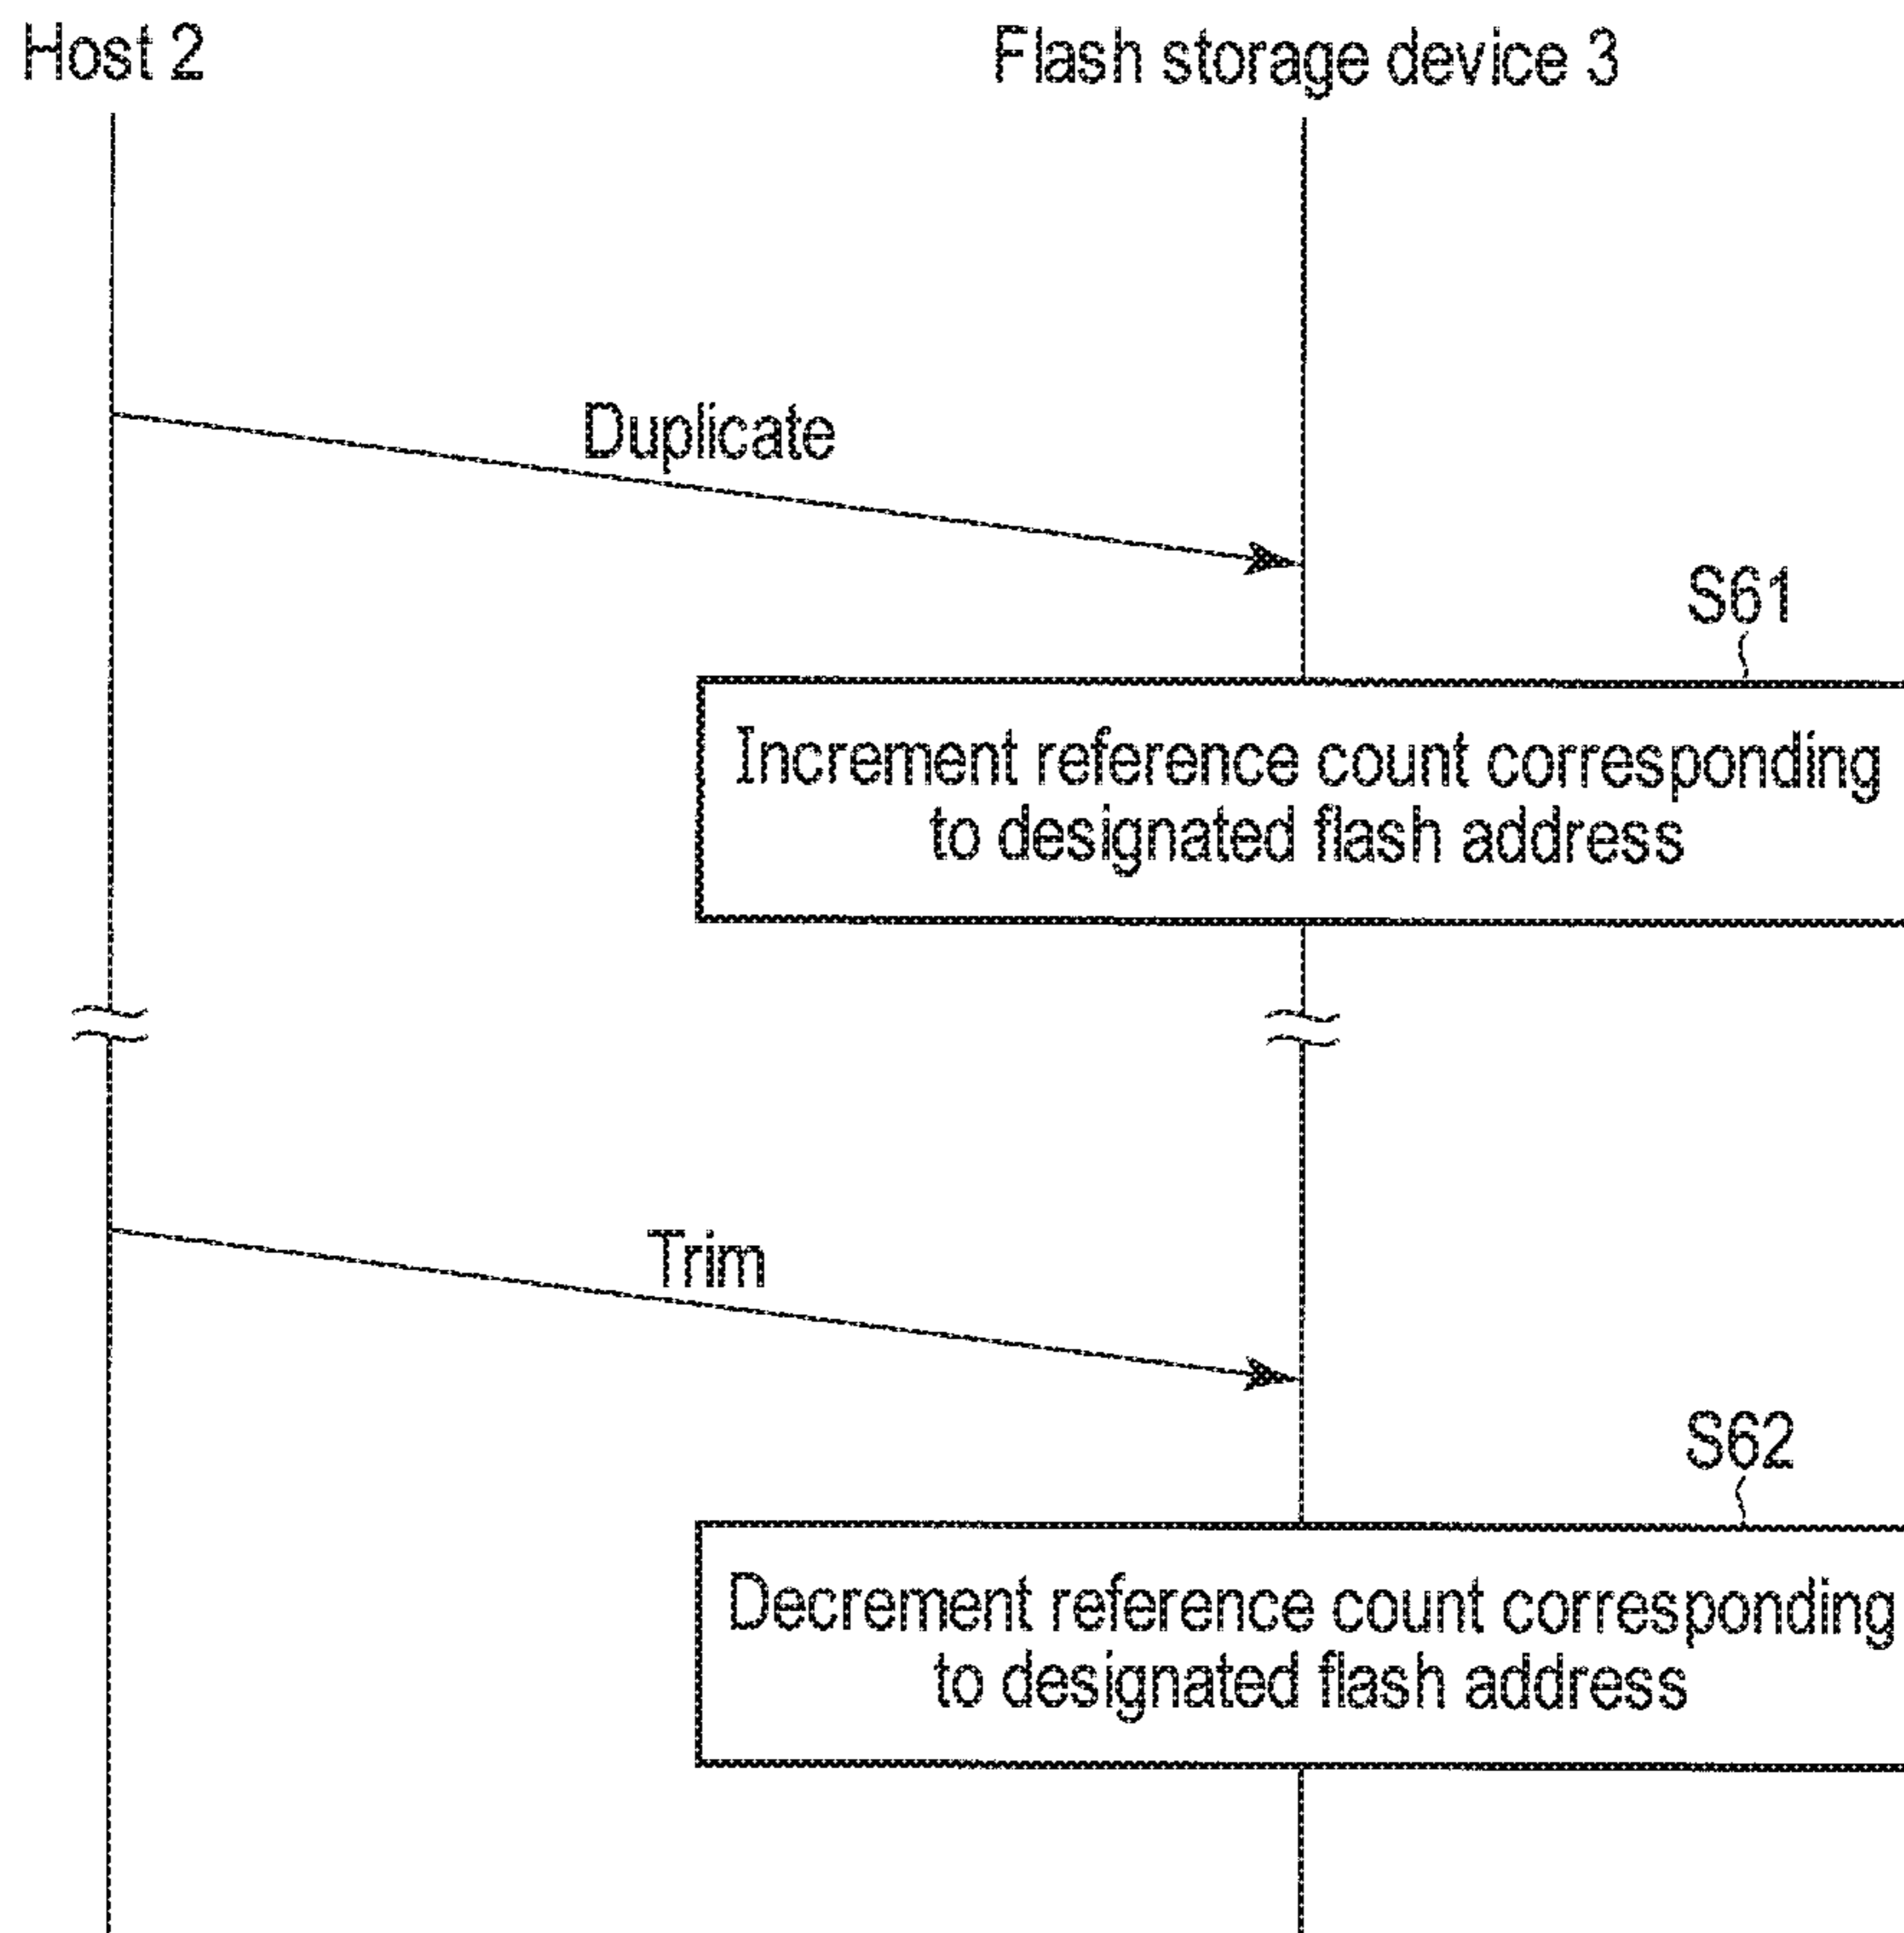 Host 2
Flash storage device 3
Duplicate
S61
Increment reference count corresponding
to designated flash address
Trim
S62
Decrement reference count corresponding
to designated flash address